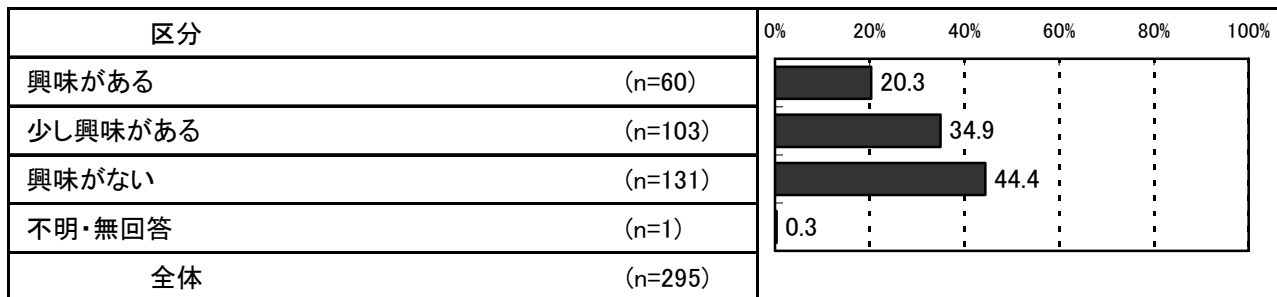 区分 0% 20% 40% 60% 80% 100%
興味がある (n=60) 20.3
少し興味がある (n=103) 34.9
興味がない (n=131) 44.4
不明・無回答 (n=1) 0.3
全体 (n=295)